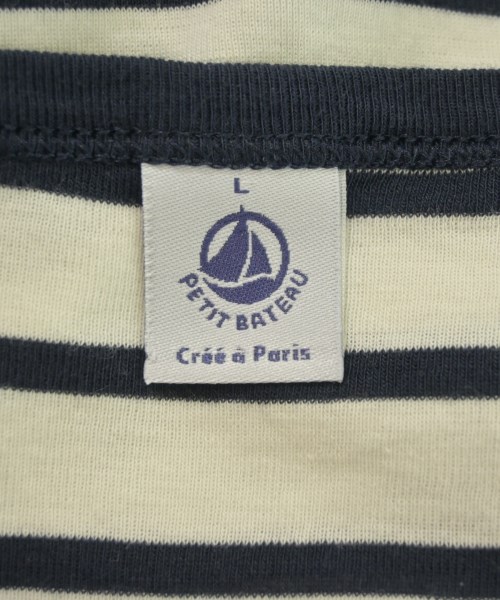 L
PETIT BATEAU
Créé à Paris